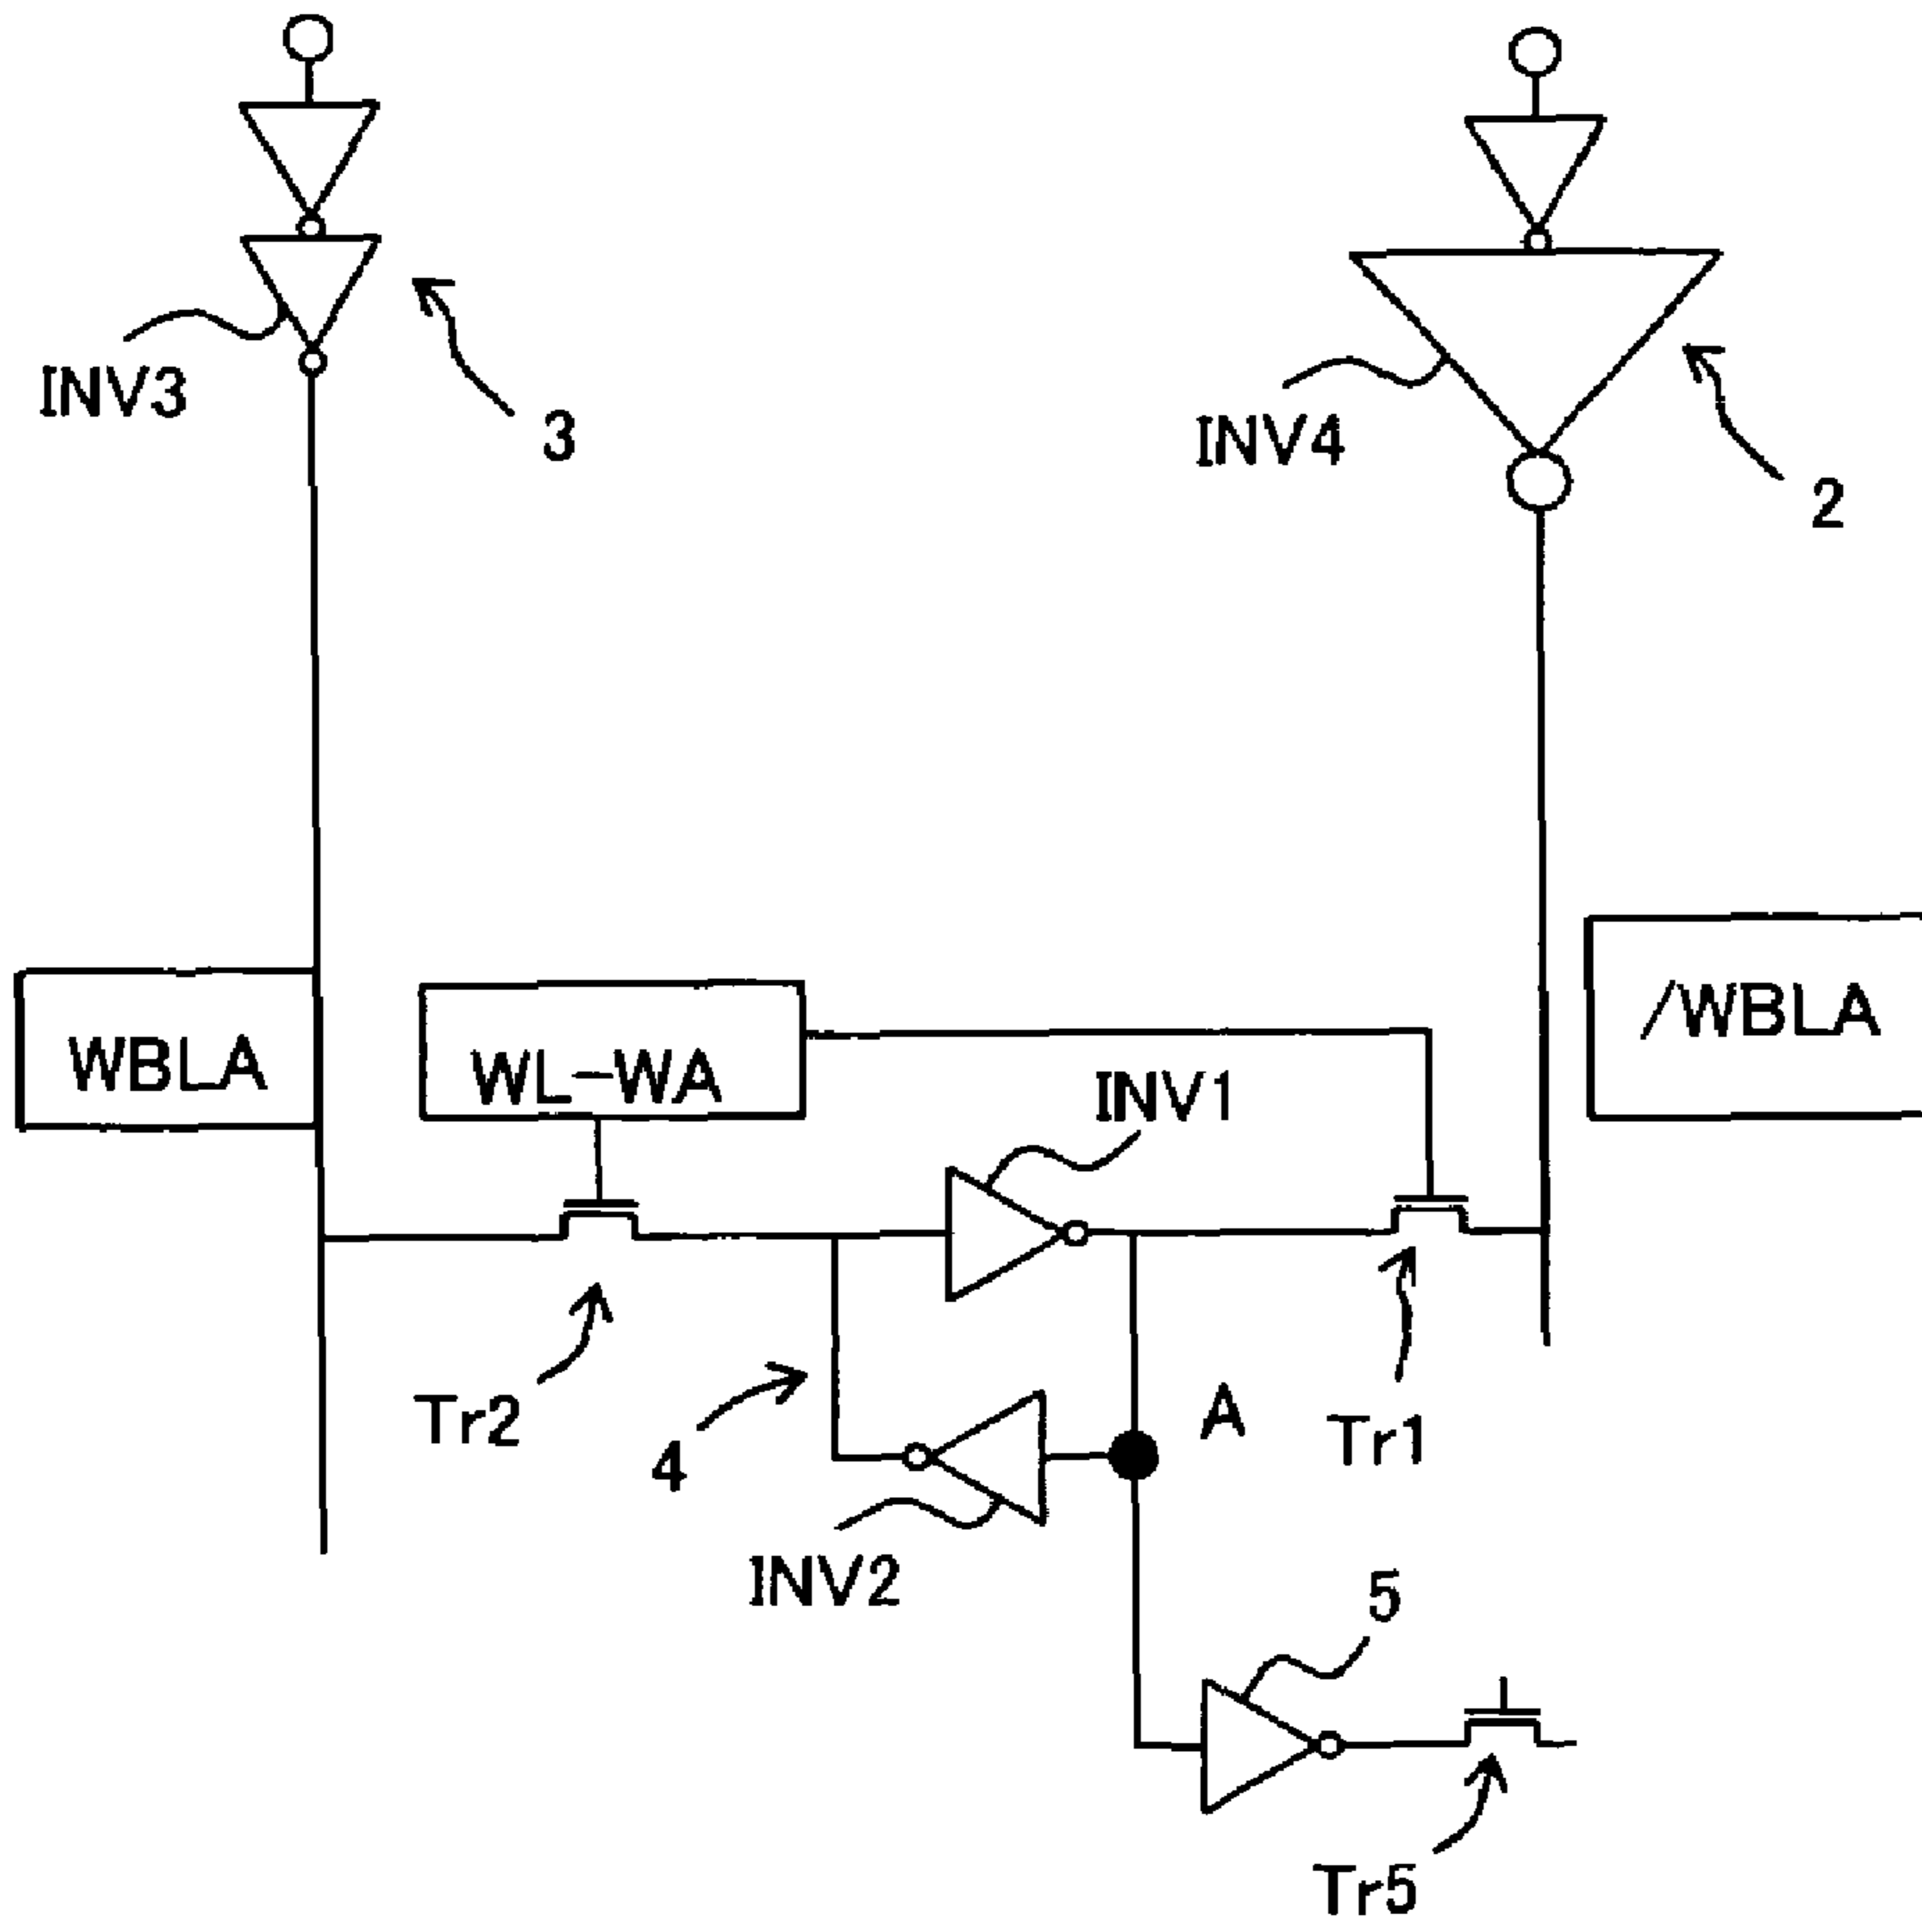 INV3
3
INV4
2
WBLA
WL-WA
/WBLA
INV1
Tr2
4
A
Tr1
INV2
5
Tr5